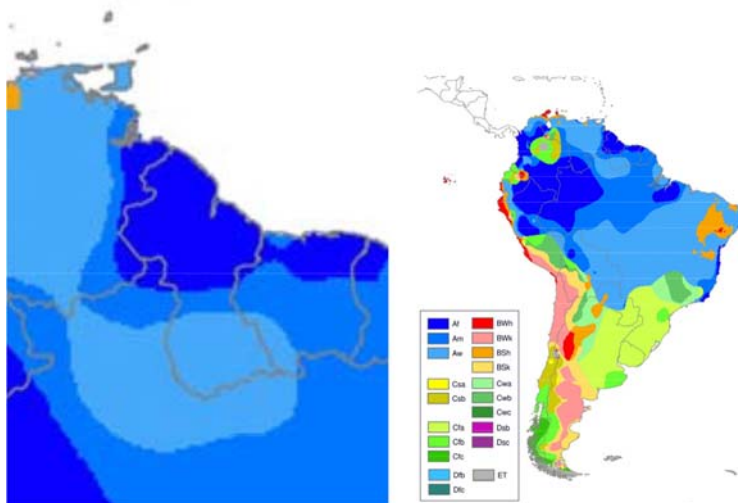 Af BWh
Am BWk
Aw BSh
BSk
Csa Cwa
Csb Cwb
Cwc
Cfa Dsb
Cfb Dsc
Cfc
Dfb ET
Dfc